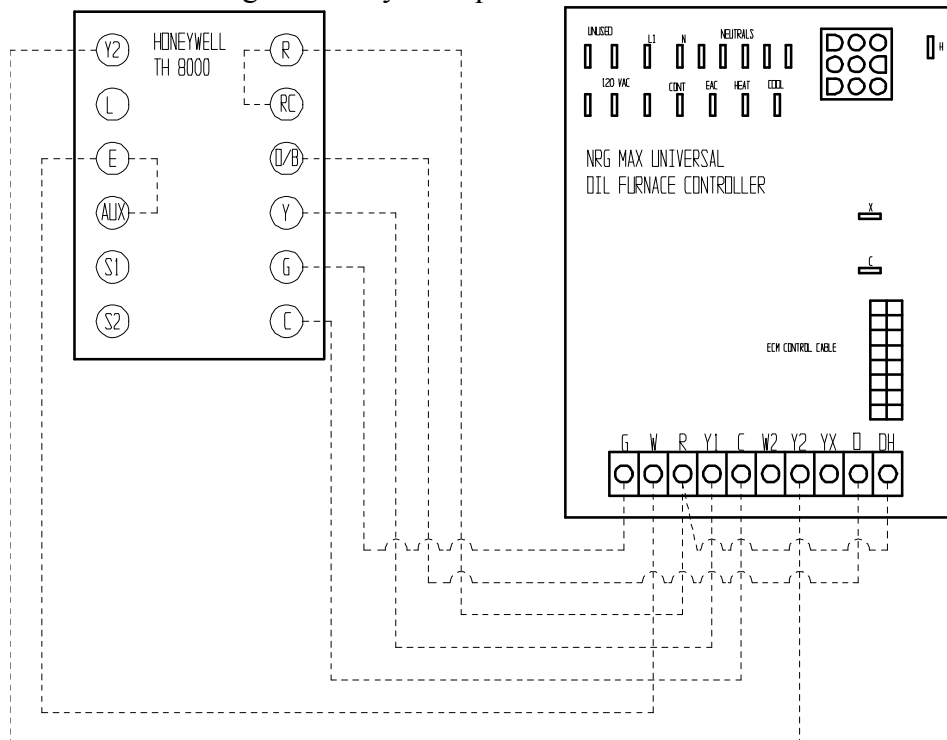 Y2
L
E
AUX
S1
S2
HONEYWELL
TH 8000
R
RC
O/B
Y
G
C
UNUSED L1 N NEUTRALS
120 VAC CONT EAC HEAT COOL
H
NRG MAX UNIVERSAL
OIL FURNACE CONTROLLER
X
C
ECM CONTROL CABLE
G W R Y1 C W2 Y2 YX O DH